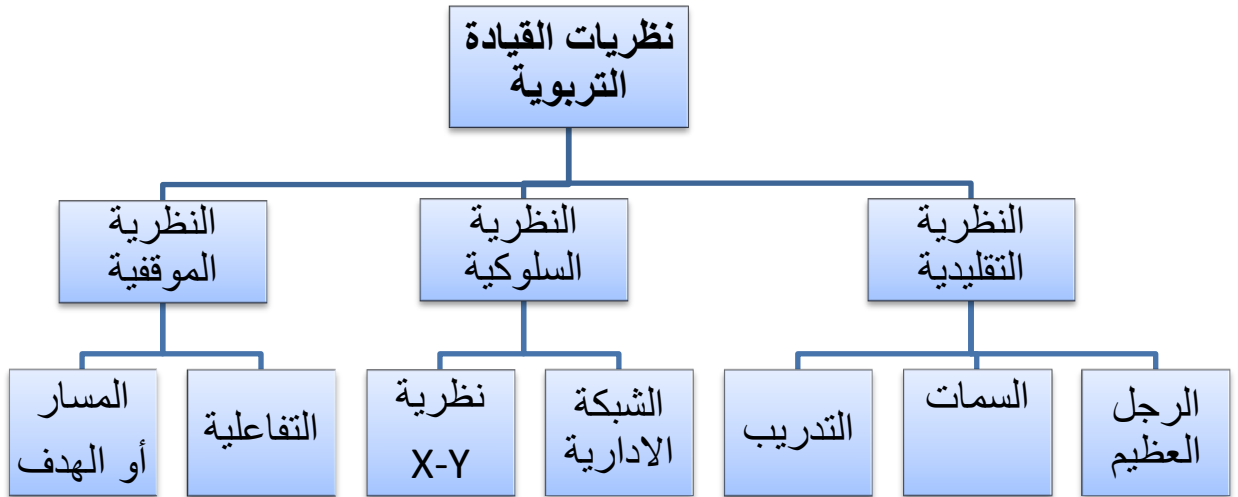 نظريات القيادة
التربوية
النظرية
التقليدية
النظرية
السلوكية
النظرية
الموقفية
الرجل
العظيم
السمات
التدريب
الشبكة
الادارية
نظرية
X-Y
التفاعلية
المسار
أو الهدف